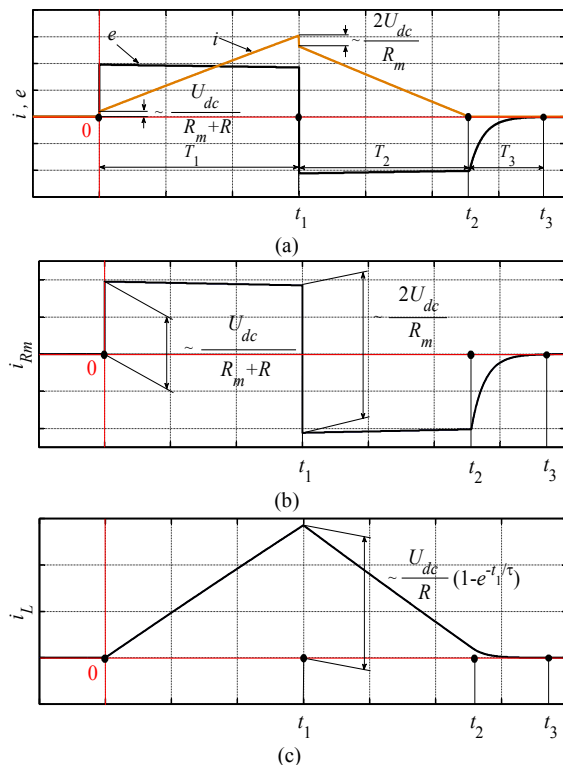 e
i
~ 2U_dc / R_m
i , e
0
~ U_dc / R_m+R
T_1
T_2
T_3
t_1
t_2
t_3
(a)
i_Rm
0
~ U_dc / R_m+R
~ 2U_dc / R_m
t_1
t_2
t_3
(b)
i_L
0
~ U_dc / R (1-e^-t_1/τ)
t_1
t_2
t_3
(c)